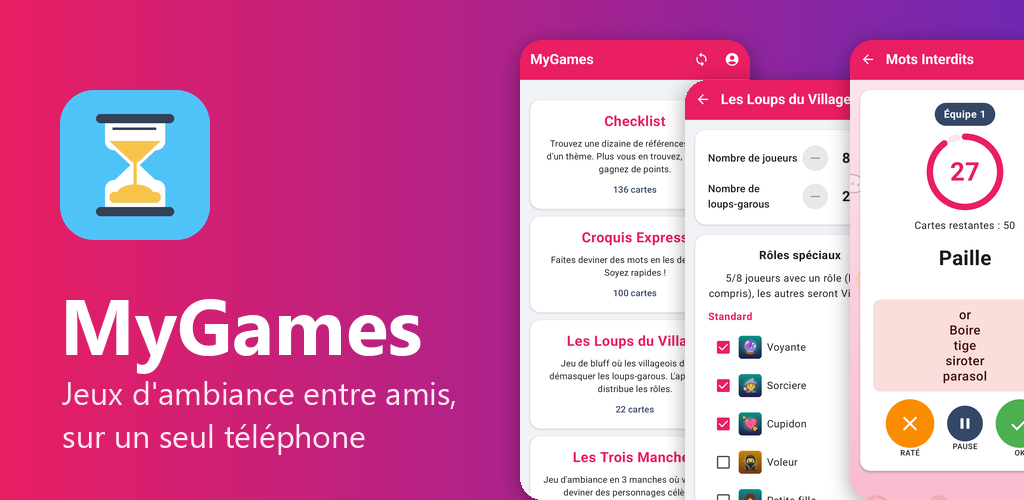 MyGames
Jeux d'ambiance entre amis,
sur un seul téléphone
MyGames
Checklist
Trouvez une dizaine de références
d'un thème. Plus vous en trouvez,
gagnez de points.
136 cartes
Croquis Express
Faites deviner des mots en les de
Soyez rapides !
100 cartes
Les Loups du Villa
Jeu de bluff où les villageois d
démasquer les loups-garous. L'ap
distribue les rôles.
22 cartes
Les Trois Manche
Jeu d'ambiance en 3 manches où v
deviner des personnages célè
Les Loups du Village
Nombre de joueurs
8
Nombre de
loups-garous
2
Rôles spéciaux
5/8 joueurs avec un rôle (l
compris), les autres seront Vi
Standard
Voyante
Sorciere
Cupidon
Voleur
Petite fille
Mots Interdits
Équipe 1
27
Cartes restantes : 50
Paille
or
Boire
tige
siroter
parasol
RATÉ
PAUSE
OK